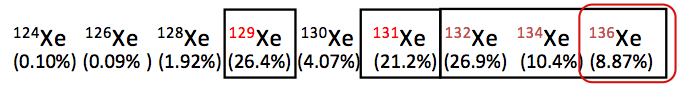 ¹²⁴Xe ¹²⁶Xe ¹²⁸Xe ¹²⁹Xe ¹³⁰Xe ¹³¹Xe ¹³²Xe ¹³⁴Xe ¹³⁶Xe
(0.10%) (0.09% ) (1.92%) (26.4%) (4.07%) (21.2%) (26.9%) (10.4%) (8.87%)